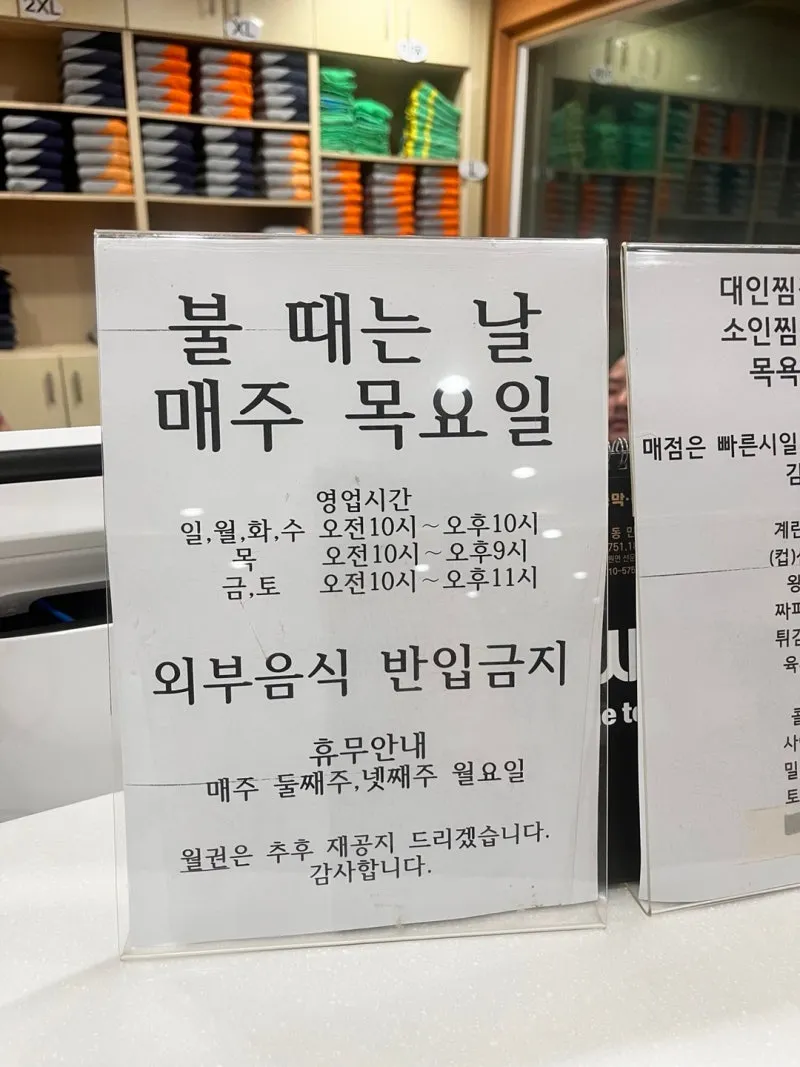 2XL
XL
불 때는 날
매주 목요일
영업시간
일,월,화,수 오전10시~오후10시
목 오전10시~오후9시
금,토 오전10시~오후11시
외부음식 반입금지
휴무안내
매주 둘째주,넷째주 월요일
월권은 추후 재공지 드리겠습니다.
감사합니다.
대인찜
소인찜
목욕
매점은 빠른시일
계란
(컵)